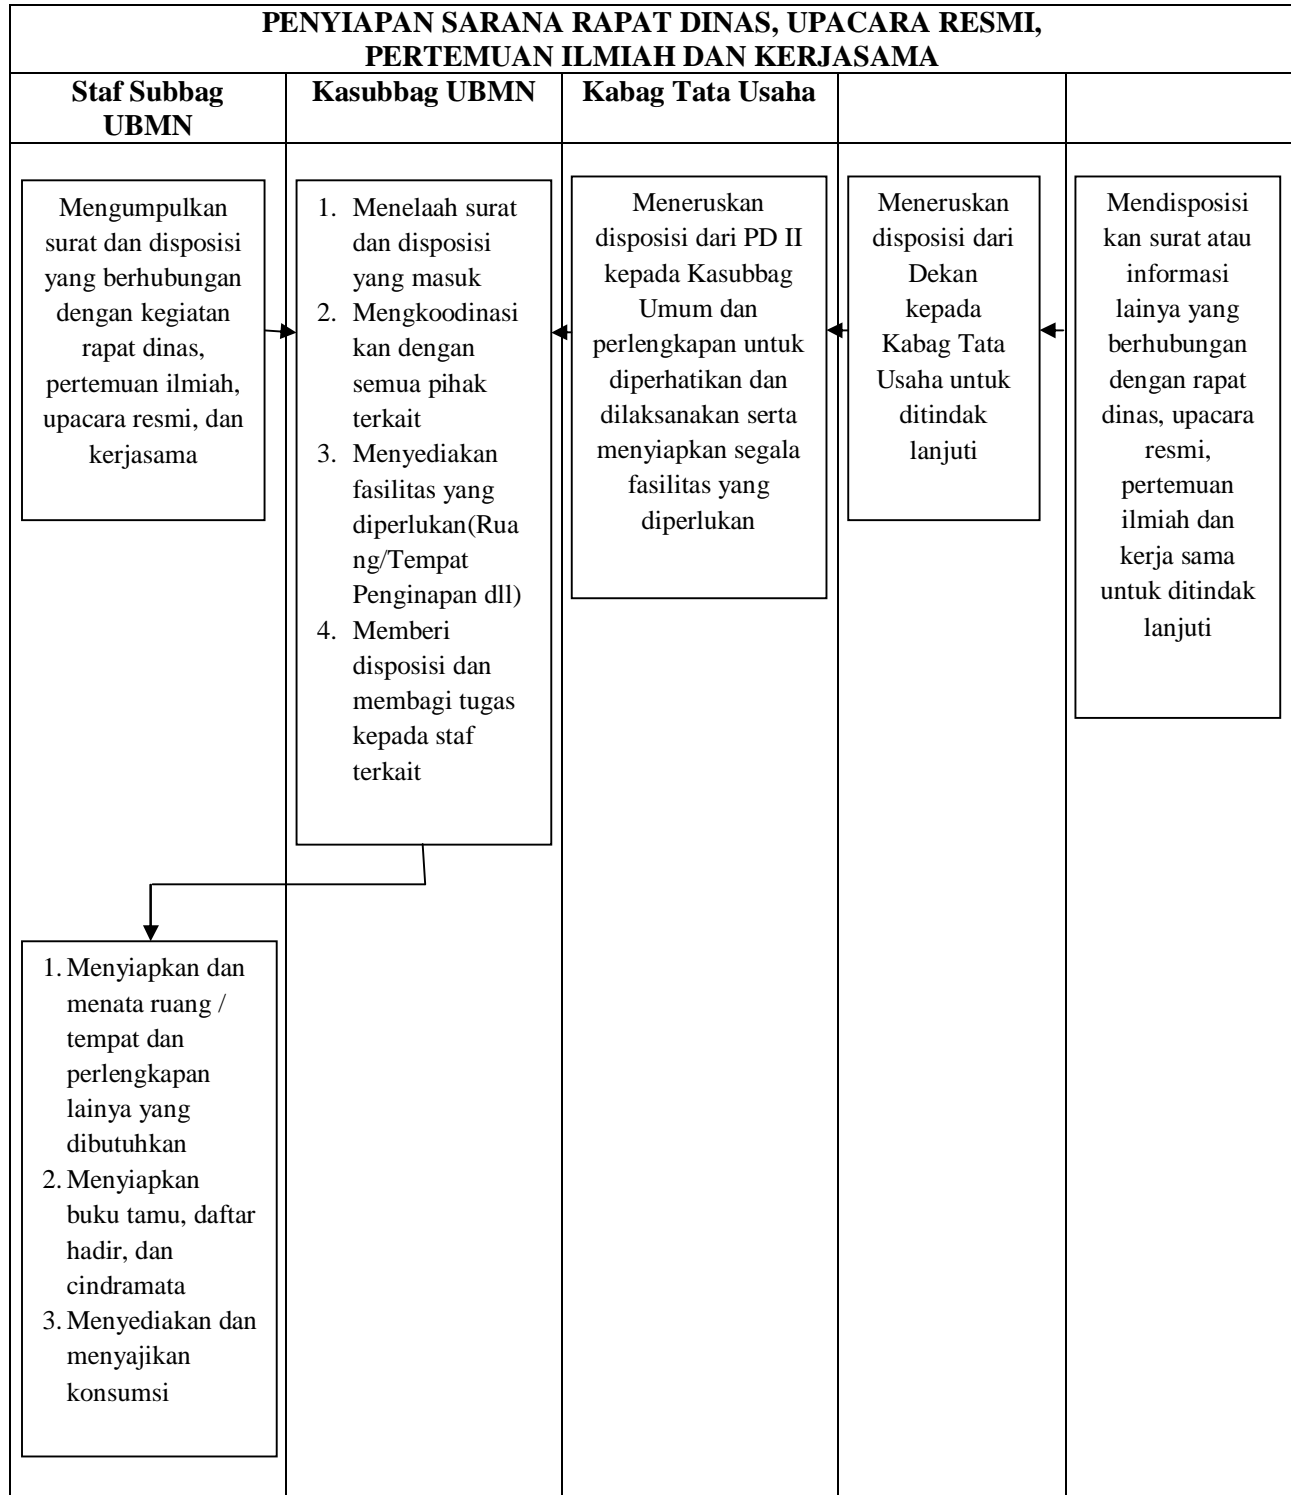 PENYIAPAN SARANA RAPAT DINAS, UPACARA RESMI,
PERTEMUAN ILMIAH DAN KERJASAMA
Staf Subbag
UBMN
Kasubbag UBMN
Kabag Tata Usaha
Mengumpulkan
surat dan disposisi
yang berhubungan
dengan kegiatan
rapat dinas,
pertemuan ilmiah,
upacara resmi, dan
kerjasama
1. Menelaah surat
dan disposisi
yang masuk
2. Mengkoodinasi
kan dengan
semua pihak
terkait
3. Menyediakan
fasilitas yang
diperlukan(Rua
ng/Tempat
Penginapan dll)
4. Memberi
disposisi dan
membagi tugas
kepada staf
terkait
Meneruskan
disposisi dari PD II
kepada Kasubbag
Umum dan
perlengkapan untuk
diperhatikan dan
dilaksanakan serta
menyiapkan segala
fasilitas yang
diperlukan
Meneruskan
disposisi dari
Dekan
kepada
Kabag Tata
Usaha untuk
ditindak
lanjuti
Mendisposisi
kan surat atau
informasi
lainya yang
berhubungan
dengan rapat
dinas, upacara
resmi,
pertemuan
ilmiah dan
kerja sama
untuk ditindak
lanjuti
1. Menyiapkan dan
menata ruang /
tempat dan
perlengkapan
lainya yang
dibutuhkan
2. Menyiapkan
buku tamu, daftar
hadir, dan
cindramata
3. Menyediakan dan
menyajikan
konsumsi